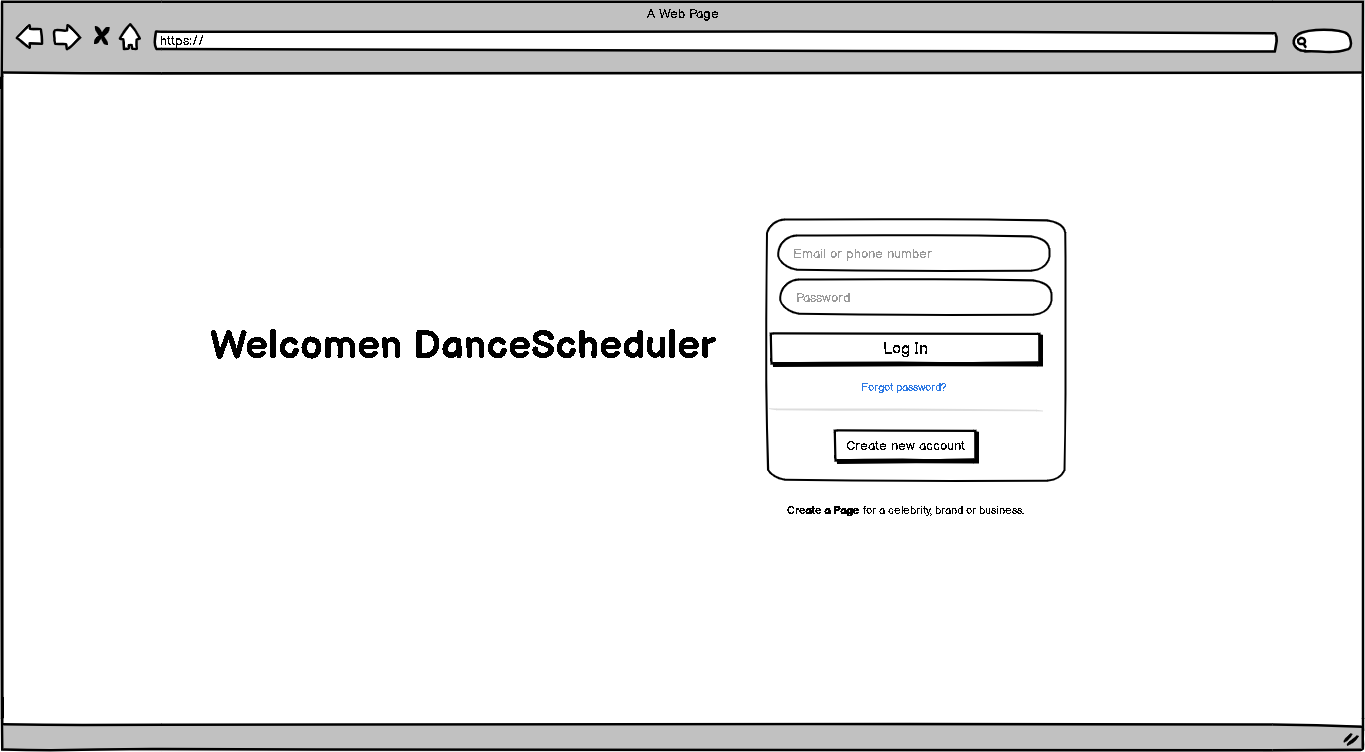 A Web Page
https://
Email or phone number
Password
Welcomen DanceScheduler
Log In
Forgot password?
Create new account
Create a Page for a celebrity, brand or business.